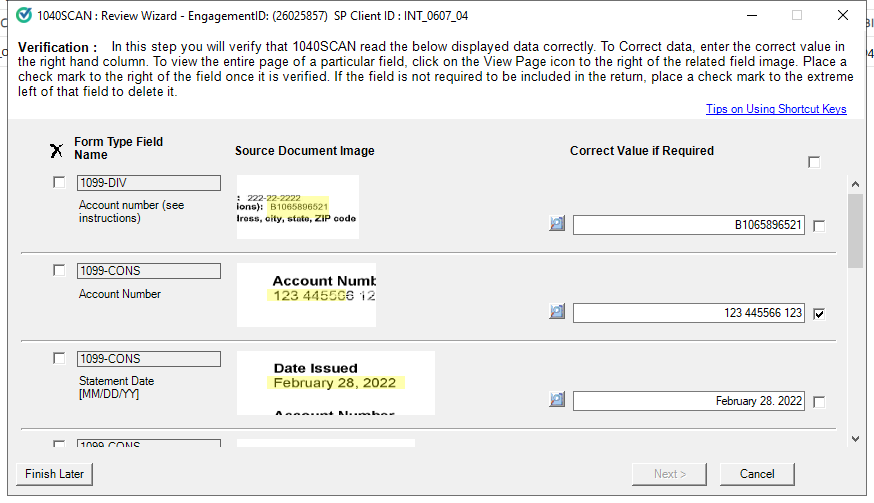 1040SCAN : Review Wizard - EngagementID: (26025857) SP Client ID : INT_0607_04
Verification : In this step you will verify that 1040SCAN read the below displayed data correctly. To Correct data, enter the correct value in
the right hand column. To view the entire page of a particular field, click on the View Page icon to the right of the related field image. Place a
check mark to the right of the field once it is verified. If the field is not required to be included in the return, place a check mark to the extreme
left of that field to delete it.
Tips on Using Shortcut Keys
X Form Type Field
Name
Source Document Image
Correct Value if Required
1099-DIV
Account number (see
instructions)
: 222-22-2222
ions): B1065896521
lress, city, state, ZIP code
B1065896521
1099-CONS
Account Number
Account Numb
123 445566 12
123 445566 123
1099-CONS
Statement Date
[MM/DD/YY]
Date Issued
February 28, 2022
Account Number
February 28. 2022
1099-CONS
Finish Later
Next >
Cancel